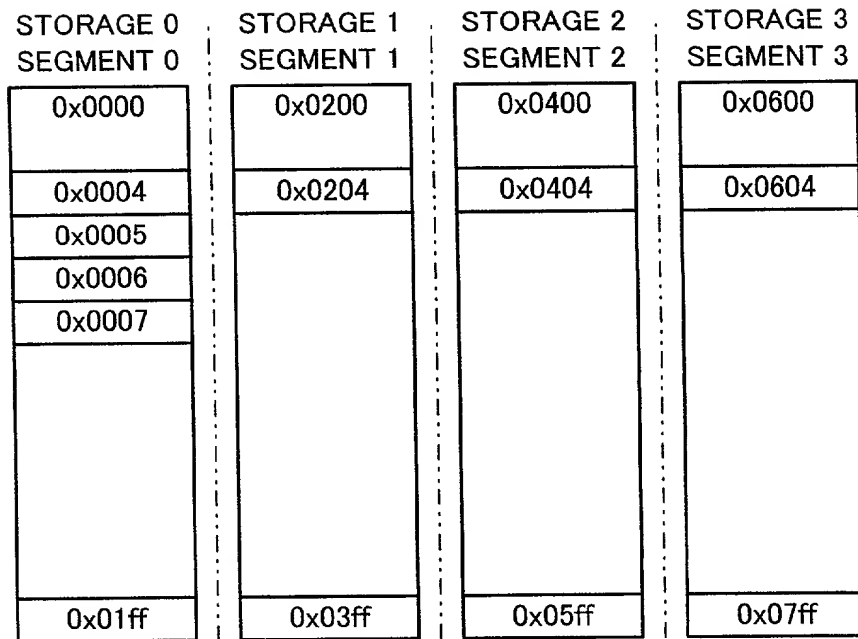 STORAGE 0 STORAGE 1 STORAGE 2 STORAGE 3
SEGMENT 0 SEGMENT 1 SEGMENT 2 SEGMENT 3
0x0000 0x0200 0x0400 0x0600
0x0004 0x0204 0x0404 0x0604
0x0005
0x0006
0x0007
0x01ff 0x03ff 0x05ff 0x07ff